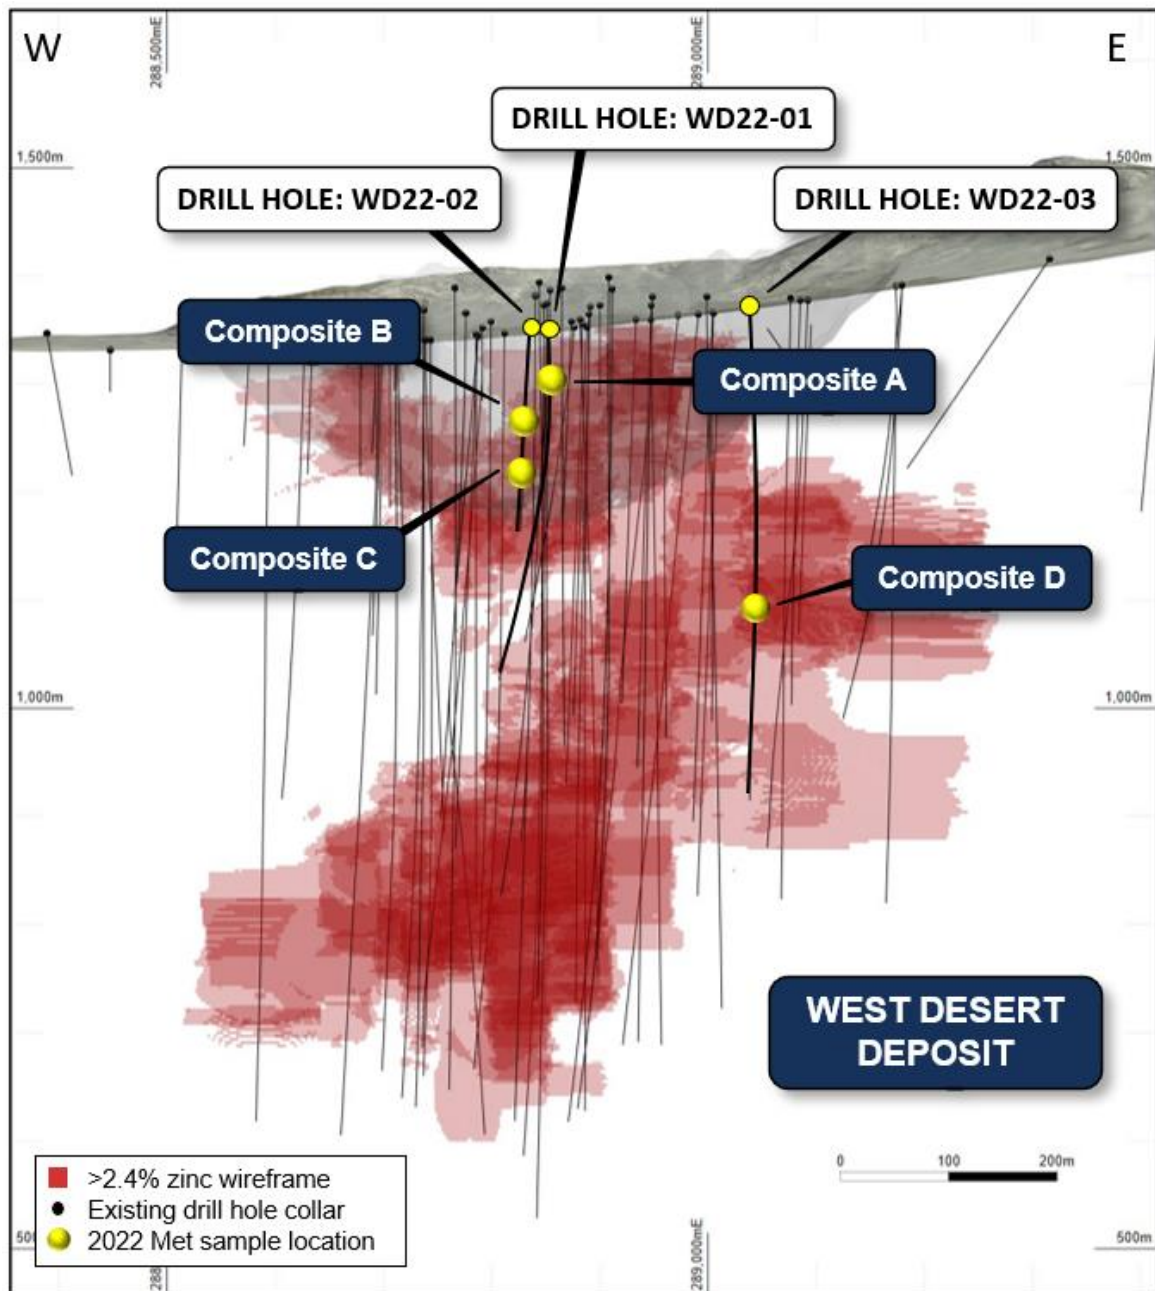 W
E
288,500mE
289,000mE
DRILL HOLE: WD22-01
1,500m
1,500m
DRILL HOLE: WD22-02
DRILL HOLE: WD22-03
Composite B
Composite A
Composite C
Composite D
1,000m
1,000m
WEST DESERT
DEPOSIT
0
100
200m
>2.4% zinc wireframe
Existing drill hole collar
2022 Met sample location
500m
289,000mE